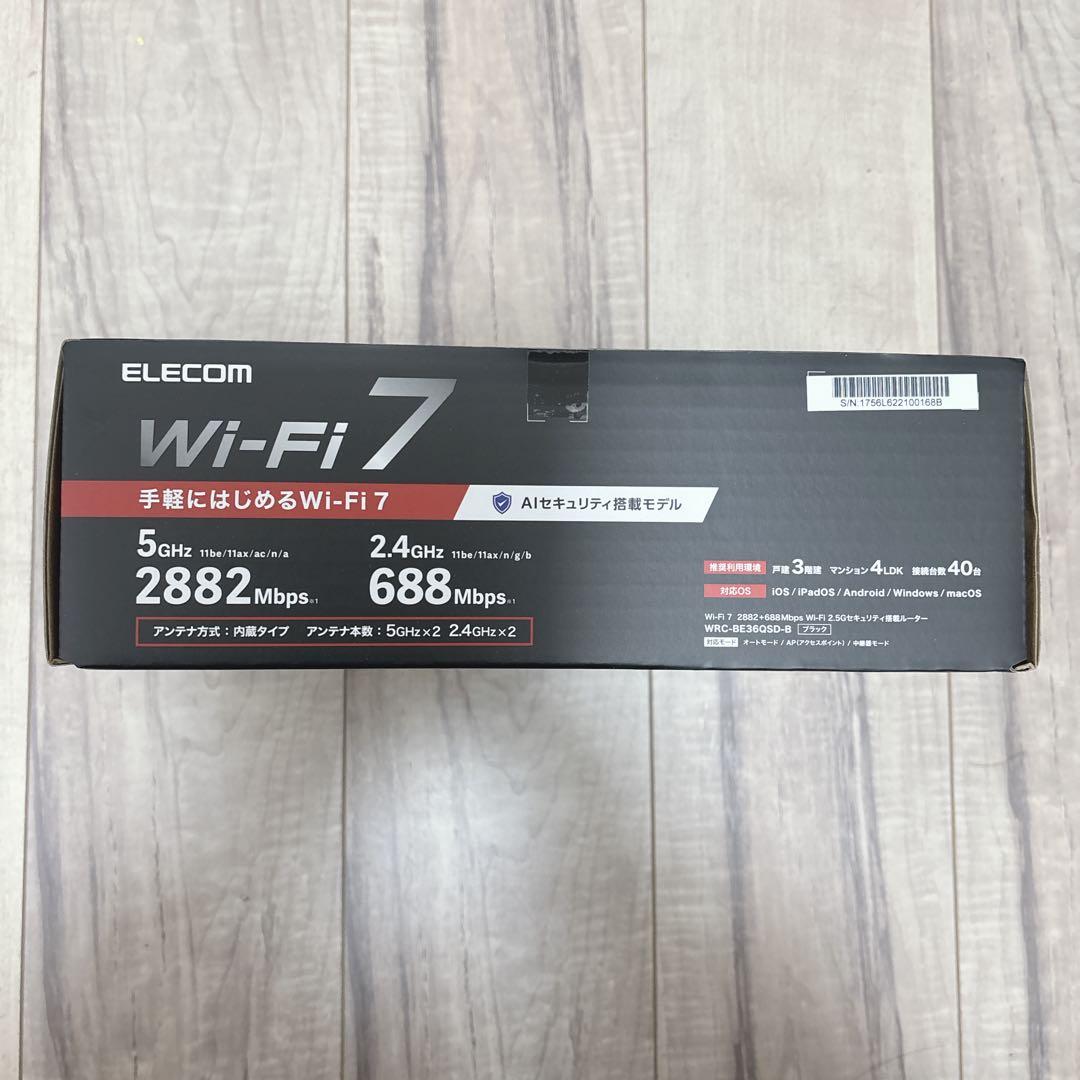 ELECOM
S/N:1756L622100168B
Wi-Fi 7
手軽にはじめるWi-Fi 7
AIセキュリティ搭載モデル
5GHz 11be/11ax/ac/n/a
2882Mbps※1
2.4GHz 11be/11ax/n/g/b
688Mbps※1
アンテナ方式：内蔵タイプ アンテナ本数：5GHz×2 2.4GHz×2
推奨利用環境 戸建3階建 マンション4LDK 接続台数40台
対応OS iOS / iPadOS / Android / Windows / macOS
Wi-Fi 7 2882+688Mbps Wi-Fi 2.5Gセキュリティ搭載ルーター
WRC-BE36QSD-B ブラック
対応モード オートモード / AP(アクセスポイント) / 中継器モード